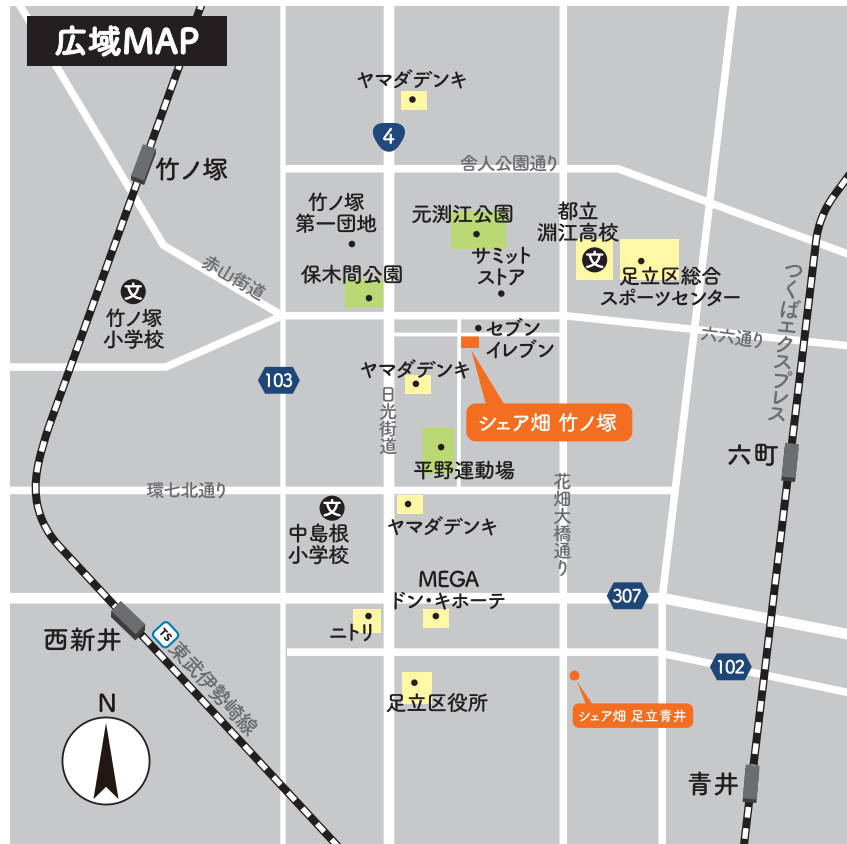 広域MAP
ヤマダデンキ
4
舎人公園通り
竹ノ塚
竹ノ塚
第一団地
元渕江公園
都立
淵江高校
文
サミット
ストア
足立区総合
スポーツセンター
赤山街道
保木間公園
つくばエクスプレス
文
竹ノ塚
小学校
セブン
イレブン
六六通り
103
ヤマダデンキ
日光街道
シェア畑 竹ノ塚
六町
平野運動場
花畑大橋通り
環七北通り
文
中島根
小学校
ヤマダデンキ
MEGA
ドン・キホーテ
307
ニトリ
西新井
TS
東武伊勢崎線
102
足立区役所
シェア畑 足立青井
N
青井